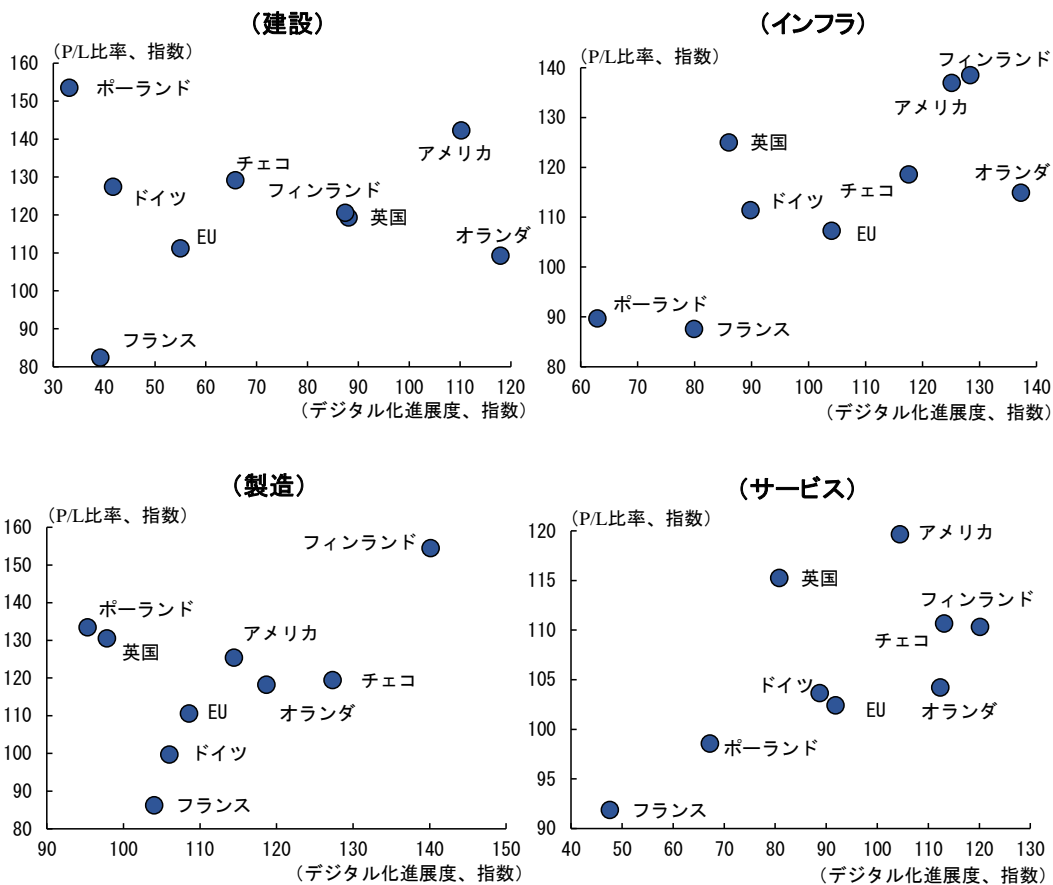 （建設）
（P/L比率、指数）
160
150
140
130
120
110
100
90
80
ポーランド
ドイツ
チェコ
フィンランド
アメリカ
EU
英国
オランダ
フランス
30 40 50 60 70 80 90 100 110 120
（デジタル化進展度、指数）
（インフラ）
（P/L比率、指数）
140
130
120
110
100
90
80
フィンランド
アメリカ
英国
チェコ
オランダ
ドイツ
EU
ポーランド
フランス
60 70 80 90 100 110 120 130 140
（デジタル化進展度、指数）
（製造）
（P/L比率、指数）
160
150
140
130
120
110
100
90
80
フィンランド
ポーランド
英国
アメリカ
チェコ
EU
オランダ
ドイツ
フランス
90 100 110 120 130 140 150
（デジタル化進展度、指数）
（サービス）
（P/L比率、指数）
120
115
110
105
100
95
90
アメリカ
英国
フィンランド
チェコ
ドイツ
EU
オランダ
ポーランド
フランス
40 50 60 70 80 90 100 110 120 130
（デジタル化進展度、指数）